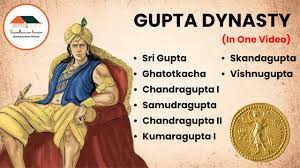 GUPTA DYNASTY
(In One Video)
• Sri Gupta
• Ghatotkacha
• Chandragupta I
• Samudragupta
• Chandragupta II
• Kumaragupta I
• Skandagupta
• Vishnugupta